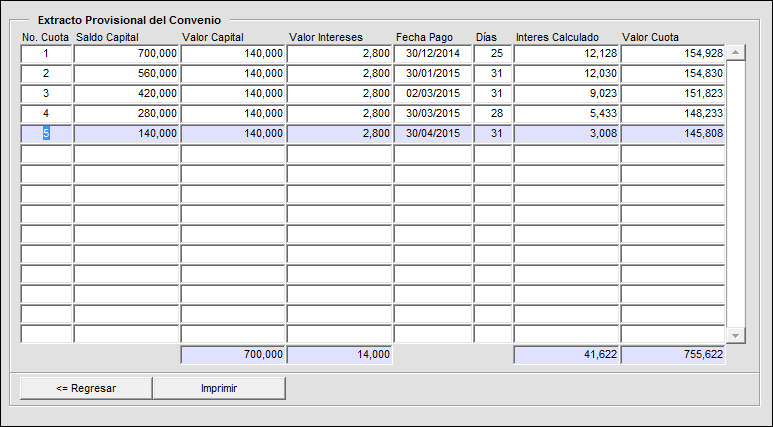 Extracto Provisional del Convenio
No. Cuota Saldo Capital Valor Capital Valor Intereses Fecha Pago Días Interes Calculado Valor Cuota
1 700,000 140,000 2,800 30/12/2014 25 12,128 154,928
2 560,000 140,000 2,800 30/01/2015 31 12,030 154,830
3 420,000 140,000 2,800 02/03/2015 31 9,023 151,823
4 280,000 140,000 2,800 30/03/2015 28 5,433 148,233
5 140,000 140,000 2,800 30/04/2015 31 3,008 145,808
700,000 14,000 41,622 755,622
<= Regresar Imprimir